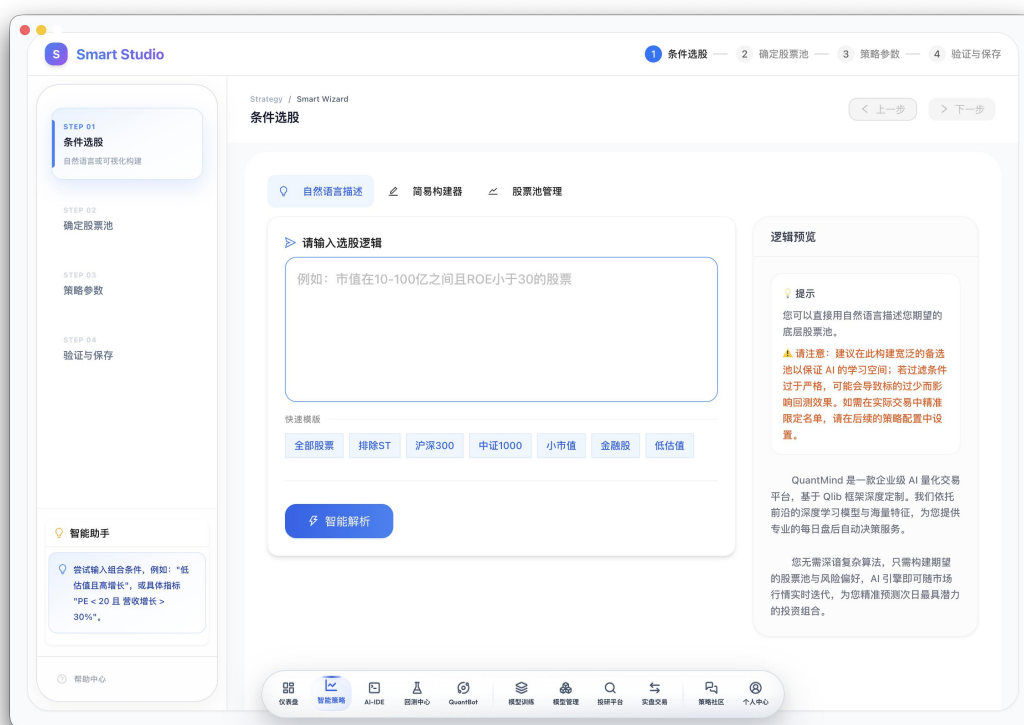 S Smart Studio
1 条件选股 2 确定股票池 3 策略参数 4 验证与保存
STEP 01
条件选股
自然语言或可视化构建
STEP 02
确定股票池
STEP 03
策略参数
STEP 04
验证与保存
智能助手
尝试输入组合条件，例如："低
估值且高增长"，或具体指标
"PE < 20 且 营收增长 >
30%"。
帮助中心
Strategy / Smart Wizard
条件选股
上一步
下一步
自然语言描述 简易构建器 股票池管理
请输入选股逻辑
例如：市值在10-100亿之间且ROE小于30的股票
快速模版
全部股票 排除ST 沪深300 中证1000 小市值 金融股 低估值
智能解析
逻辑预览
提示
您可以直接用自然语言描述您期望的
底层股票池。
请注意：建议在此构建宽泛的备选
池以保证 AI 的学习空间；若过滤条件
过于严格，可能会导致标的过少而影
响回测效果。如需在实际交易中精准
限定名单，请在后续的策略配置中设
置。
QuantMind 是一款企业级 AI 量化交易
平台，基于 Qlib 框架深度定制。我们依托
前沿的深度学习模型与海量特征，为您提供
专业的每日盘后自动决策服务。
您无需深谙复杂算法，只需构建期望
的股票池与风险偏好，AI 引擎即可随市场
行情实时迭代，为您精准预测次日最具潜力
的投资组合。
仪表盘 智能策略 AI-IDE 回测中心 QuantBot 模型训练 模型管理 投研平台 实盘交易 策略社区 个人中心